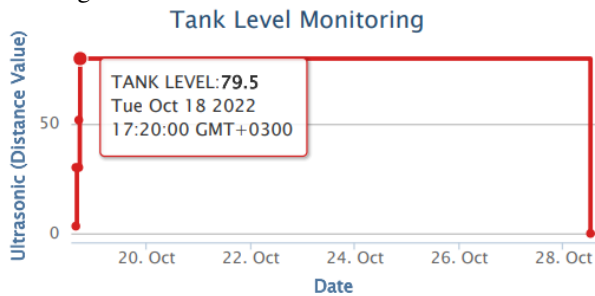 Tank Level Monitoring
Ultrasonic (Distance Value)
50
0
TANK LEVEL:79.5
Tue Oct 18 2022
17:20:00 GMT+0300
20. Oct 22. Oct 24. Oct 26. Oct 28. Oct
Date